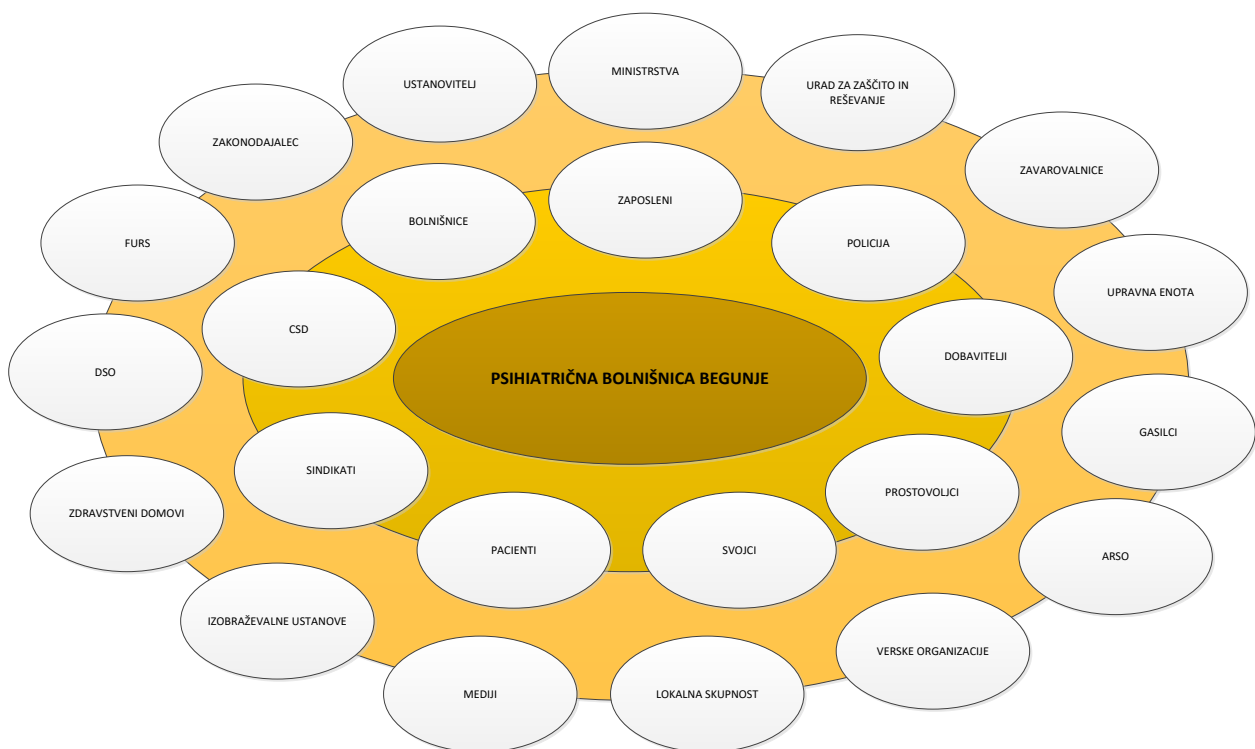 MINISTRSTVA
USTANOVITELJ
URAD ZA ZAŠČITO IN
REŠEVANJE
ZAKONODAJALEC
ZAVAROVALNICE
ZAPOSLENI
BOLNIŠNICE
POLICIJA
FURS
UPRAVNA ENOTA
CSD
DOBAVITELJI
DSO
PSIHIATRIČNA BOLNIŠNICA BEGUNJE
GASILCI
SINDIKATI
PROSTOVOLJCI
ZDRAVSTVENI DOMOVI
PACIENTI
SVOJCI
ARSO
IZOBRAŽEVALNE USTANOVE
VERSKE ORGANIZACIJE
MEDIJI
LOKALNA SKUPNOST